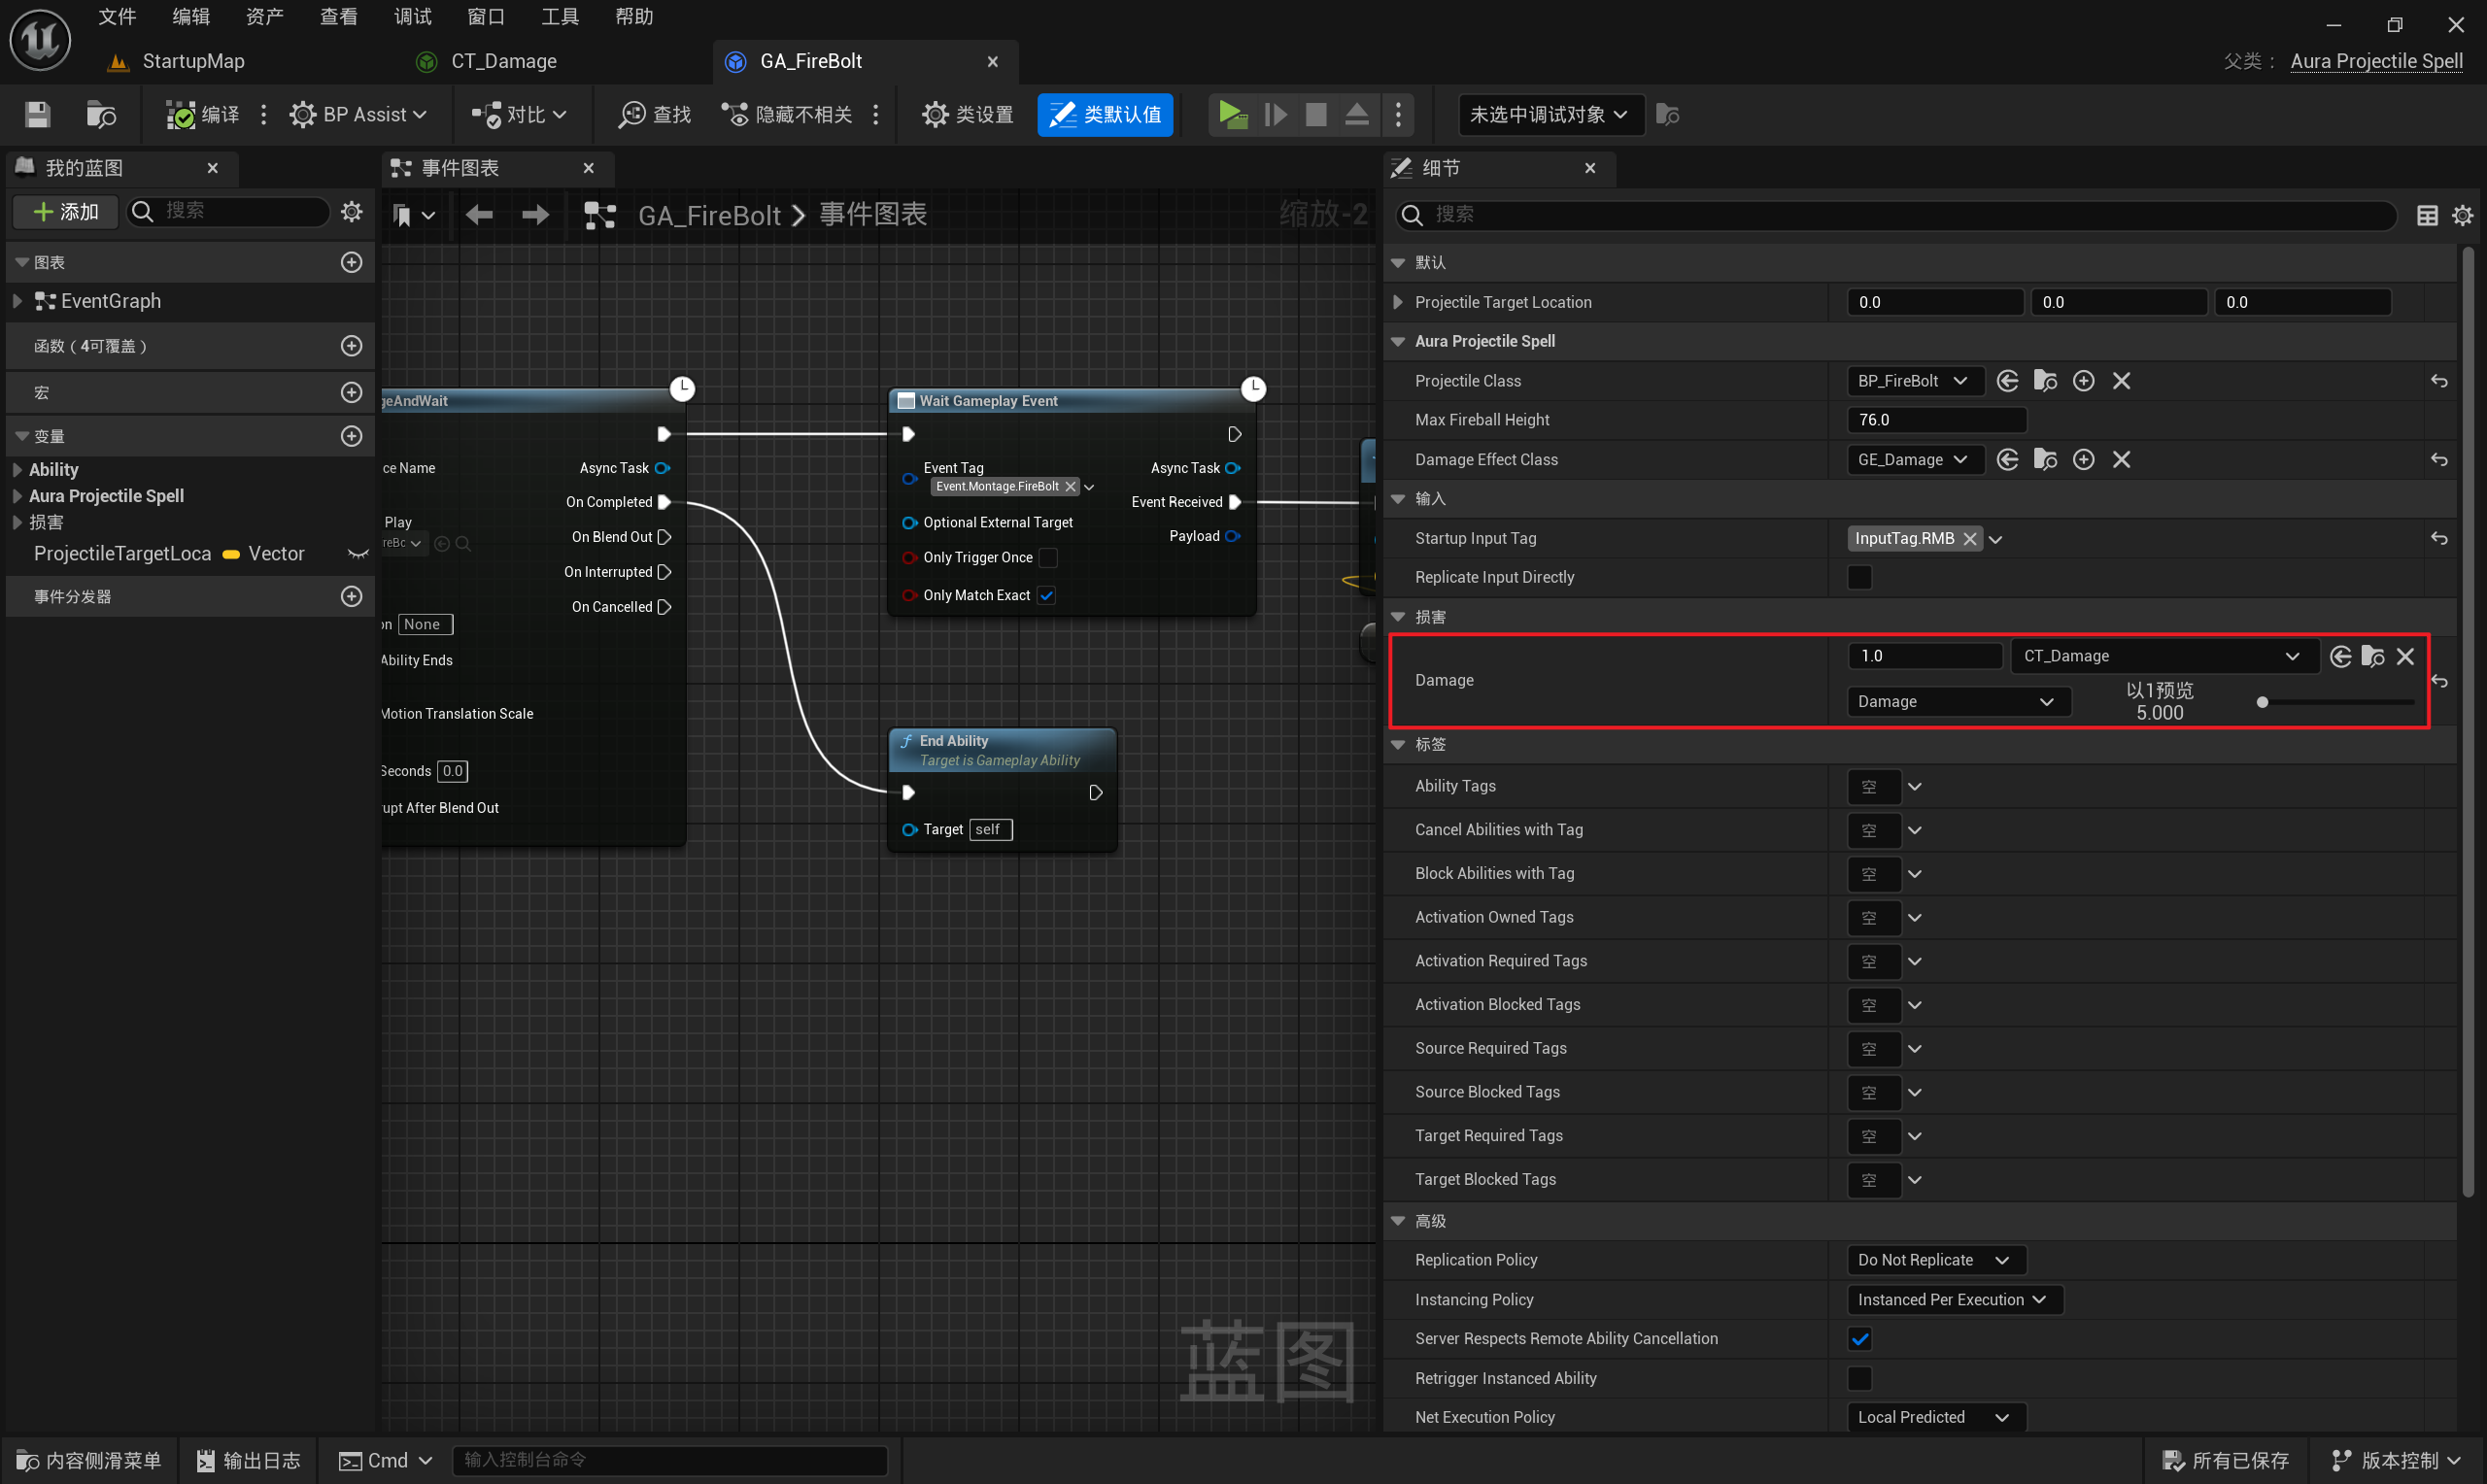 文件 编辑 资产 查看 调试 窗口 工具 帮助
StartupMap CT_Damage GA_FireBolt 父类： Aura Projectile Spell
编译 BP Assist 对比 查找 隐藏不相关 类设置 类默认值 未选中调试对象
我的蓝图
添加 搜索
图表
EventGraph
函数（4可覆盖）
宏
变量
Ability
Aura Projectile Spell
损害
ProjectileTargetLoca Vector
事件分发器
事件图表
GA_FireBolt > 事件图表 缩放-2
geAndWait
ce Name
Async Task
On Completed
Play
On Blend Out
On Interrupted
On Cancelled
on None
Ability Ends
Motion Translation Scale
Seconds 0.0
upt After Blend Out
Wait Gameplay Event
Event Tag Async Task
Event.Montage.FireBolt
Event Received
Optional External Target
Payload
Only Trigger Once
Only Match Exact
End Ability
Target is Gameplay Ability
Target self
蓝图
细节
搜索
默认
Projectile Target Location 0.0 0.0 0.0
Aura Projectile Spell
Projectile Class BP_FireBolt
Max Fireball Height 76.0
Damage Effect Class GE_Damage
输入
Startup Input Tag InputTag.RMB
Replicate Input Directly
损害
Damage 1.0 CT_Damage
Damage 以1预览
5.000
标签
Ability Tags 空
Cancel Abilities with Tag 空
Block Abilities with Tag 空
Activation Owned Tags 空
Activation Required Tags 空
Activation Blocked Tags 空
Source Required Tags 空
Source Blocked Tags 空
Target Required Tags 空
Target Blocked Tags 空
高级
Replication Policy Do Not Replicate
Instancing Policy Instanced Per Execution
Server Respects Remote Ability Cancellation
Retrigger Instanced Ability
Net Execution Policy Local Predicted
内容侧滑菜单 输出日志 Cmd 输入控制台命令 所有已保存 版本控制